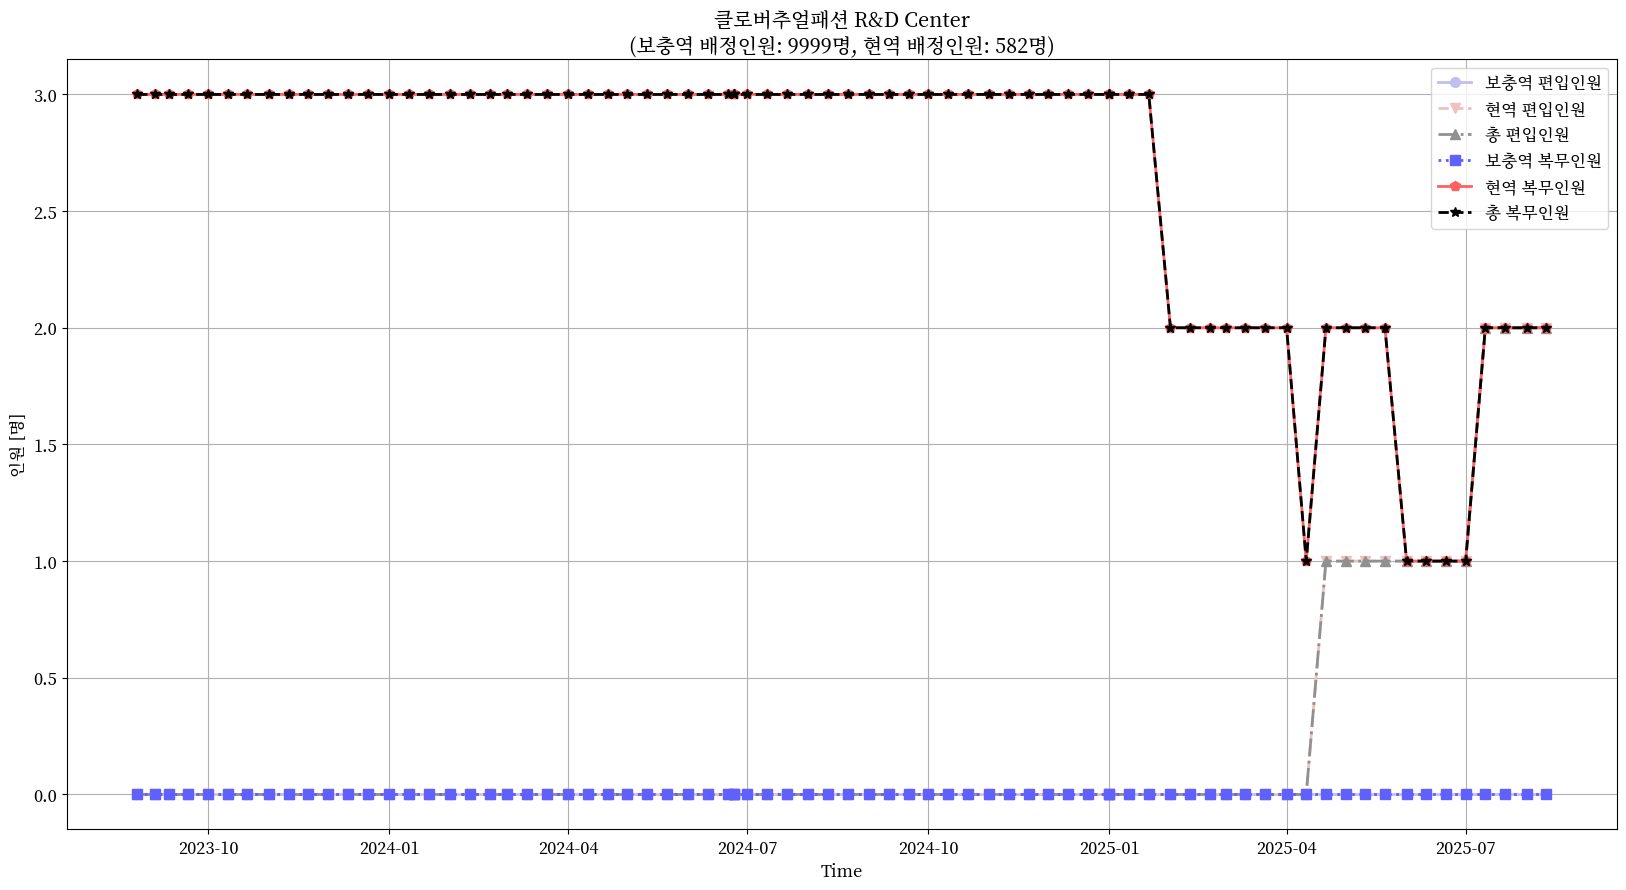 클로버추얼패션 R&D Center
(보충역 배정인원: 9999명, 현역 배정인원: 582명)
보충역 편입인원
현역 편입인원
총 편입인원
보충역 복무인원
현역 복무인원
총 복무인원
인원 [명]
3.0
2.5
2.0
1.5
1.0
0.5
0.0
2023-10
2024-01
2024-04
2024-07
2024-10
2025-01
2025-04
2025-07
Time